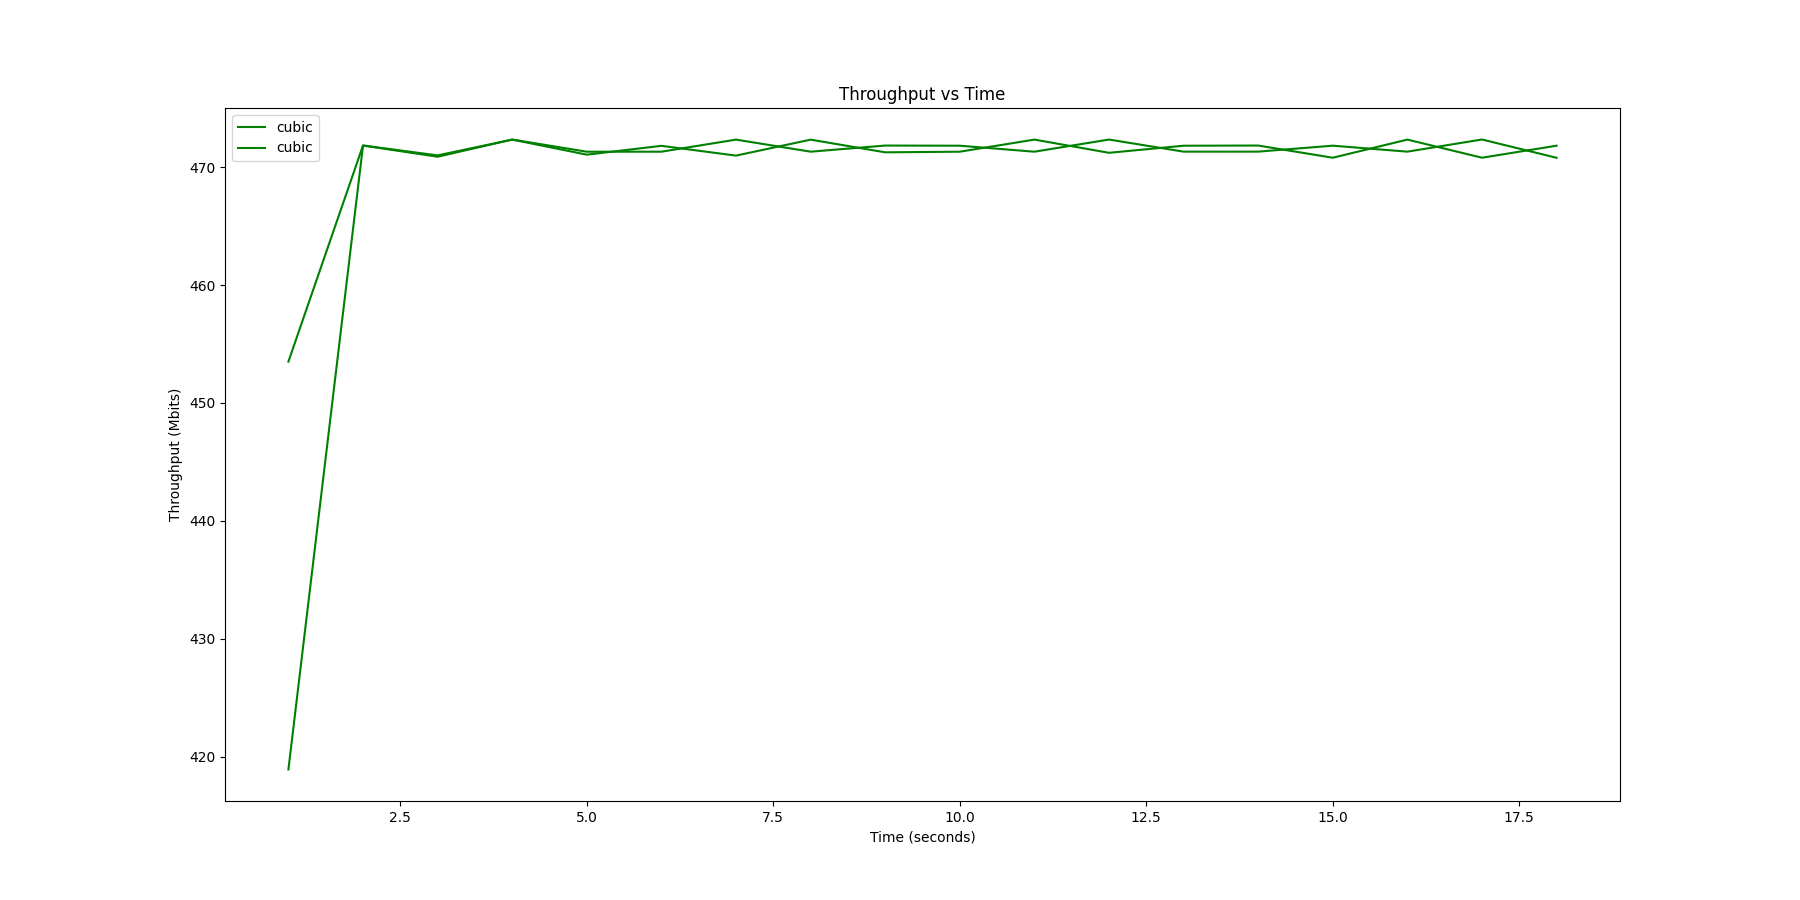 Throughput vs Time
cubic
cubic
470
460
450
440
430
420
Throughput (Mbits)
2.5 5.0 7.5 10.0 12.5 15.0 17.5
Time (seconds)